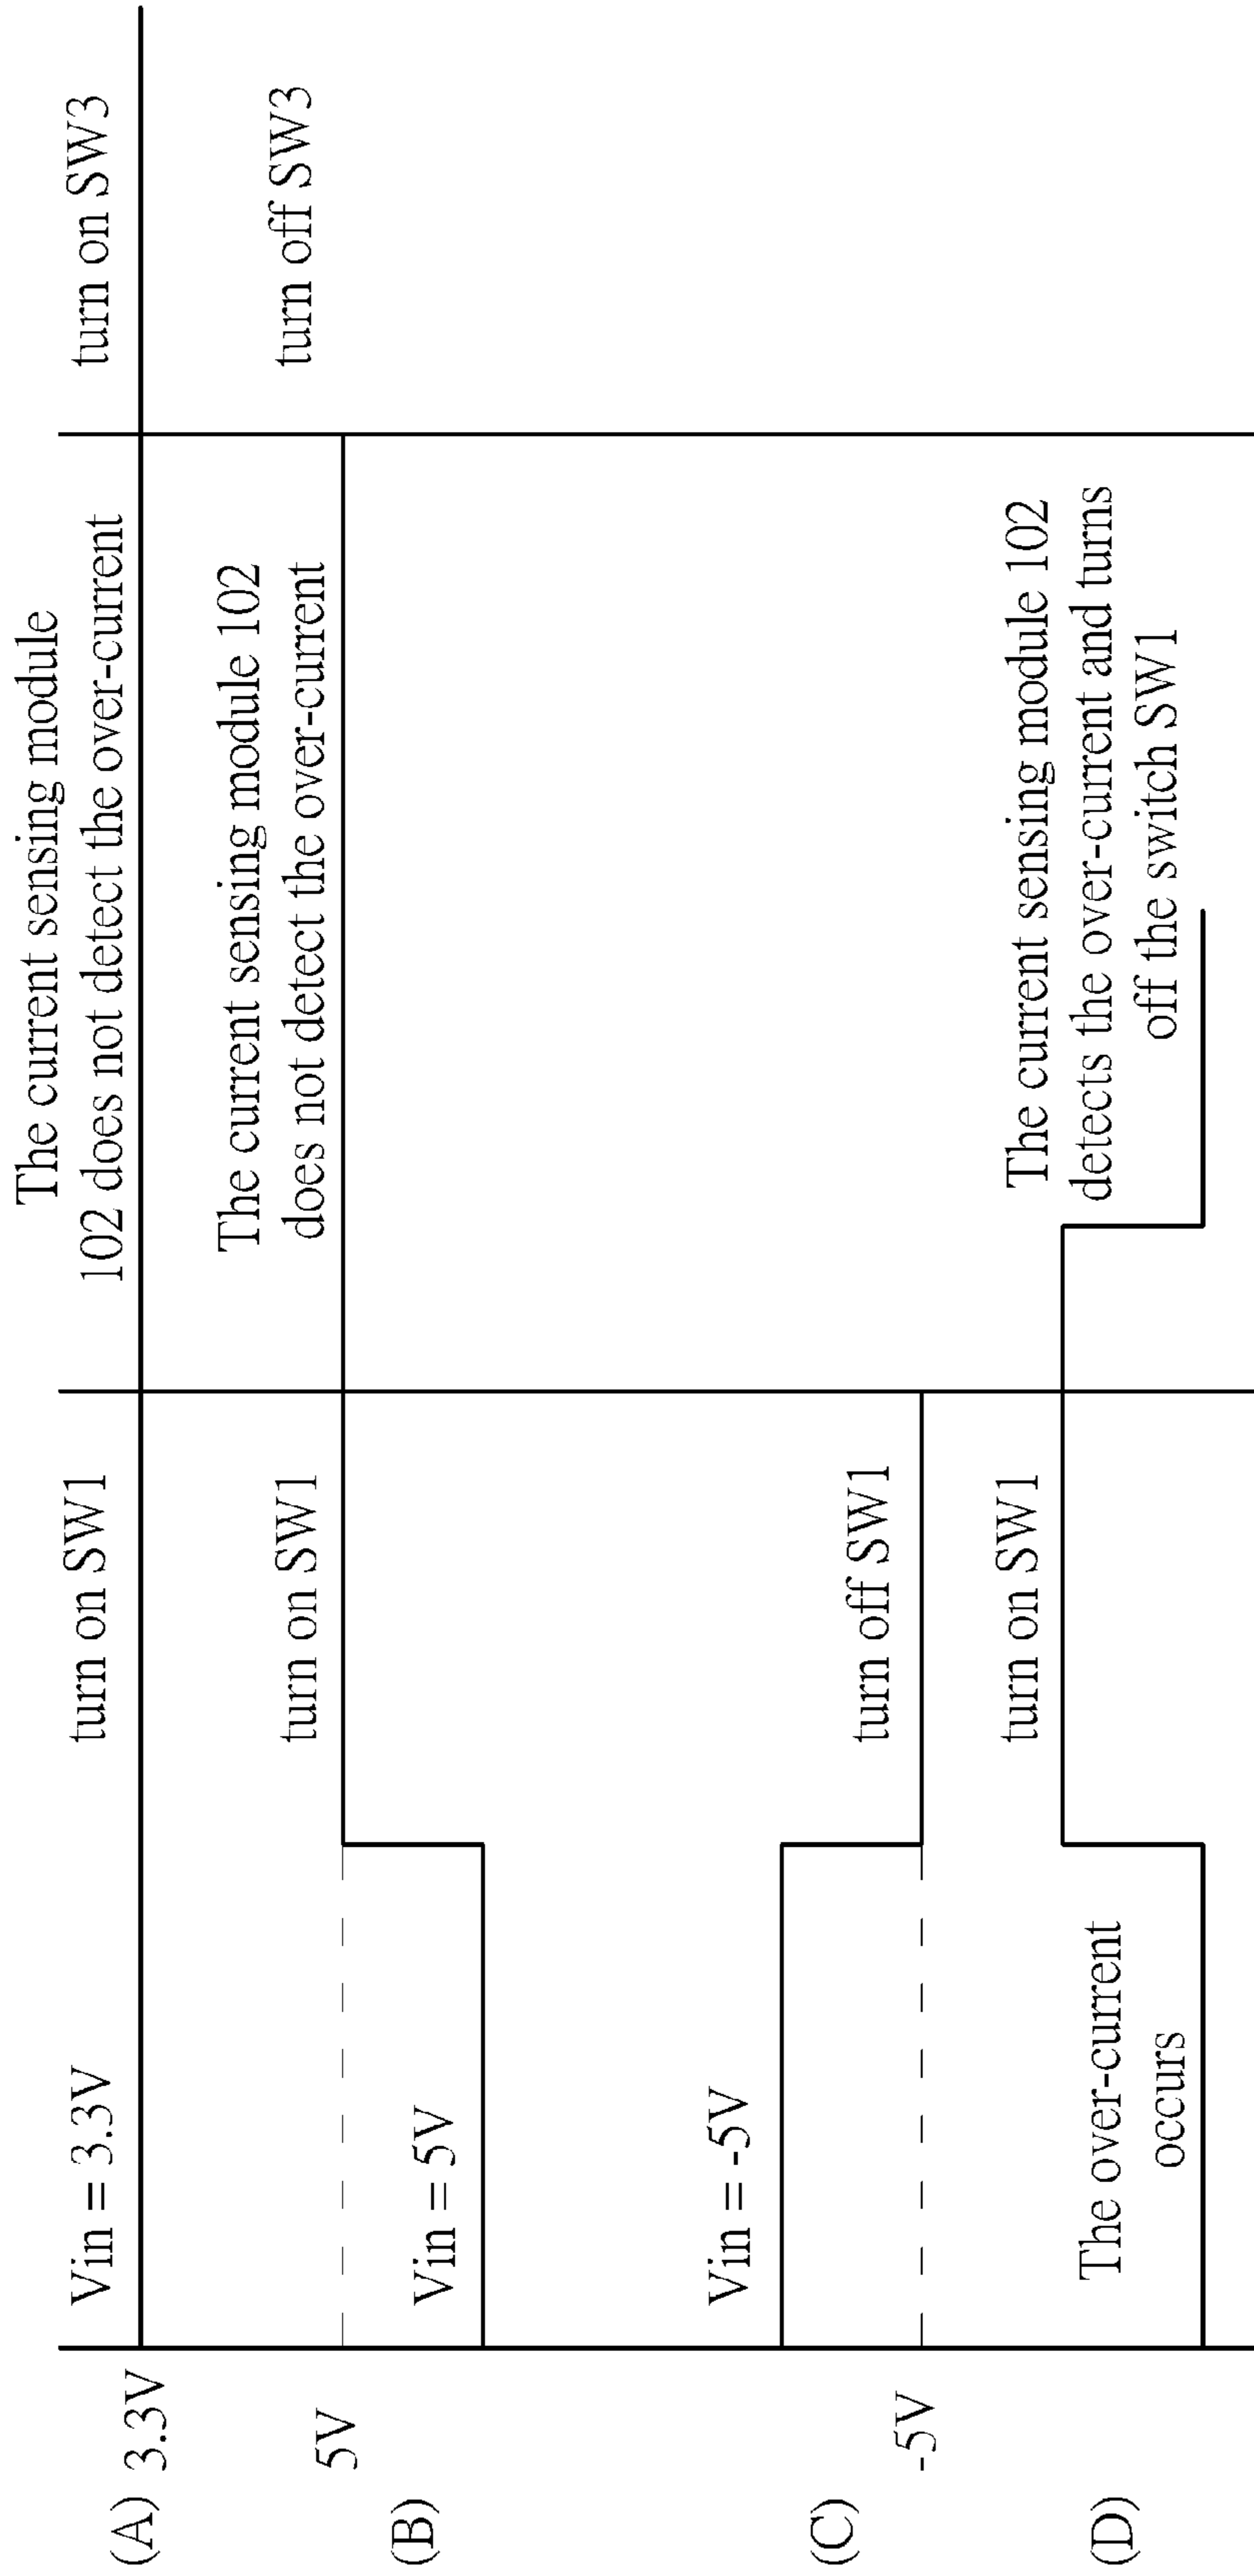 (A)
3.3V
Vin = 3.3V
turn on SW1
The current sensing module
102 does not detect the over-current
turn on SW3
5V
(B)
Vin = 5V
turn on SW1
The current sensing module 102
does not detect the over-current
turn off SW3
(C)
-5V
Vin = -5V
turn off SW1
(D)
The over-current
occurs
turn on SW1
The current sensing module 102
detects the over-current and turns
off the switch SW1